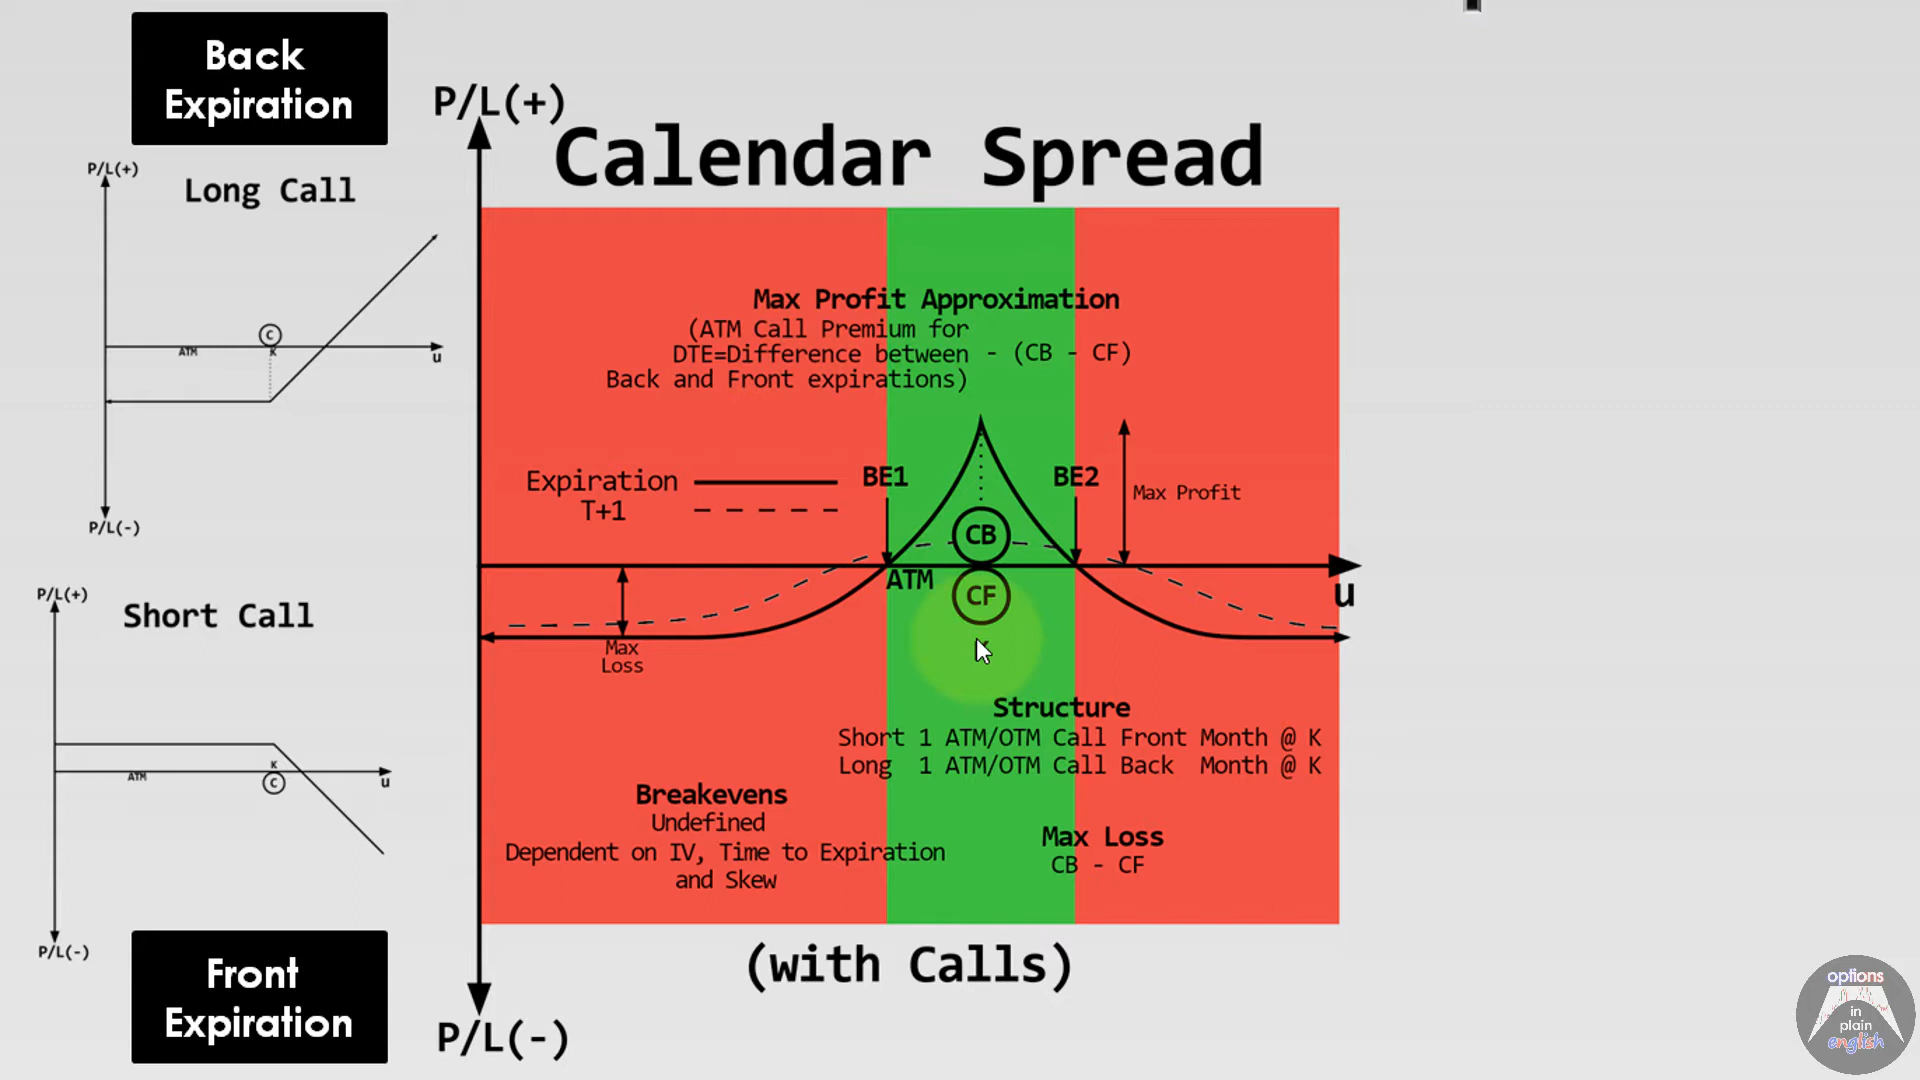 Back
Expiration
P/L(+)
Long Call
C
ATM
K
u
P/L(-)
P/L(+)
Short Call
K
ATM
C
u
P/L(-)
Front
Expiration
P/L(+)
Calendar Spread
Max Profit Approximation
(ATM Call Premium for
DTE=Difference between - (CB - CF)
Back and Front expirations)
Expiration
T+1
BE1
BE2
Max Profit
CB
ATM
CF
u
Max
Loss
Structure
Short 1 ATM/OTM Call Front Month @ K
Long 1 ATM/OTM Call Back Month @ K
Breakevens
Undefined
Dependent on IV, Time to Expiration
and Skew
Max Loss
CB - CF
(with Calls)
P/L(-)
options
in
plain
english